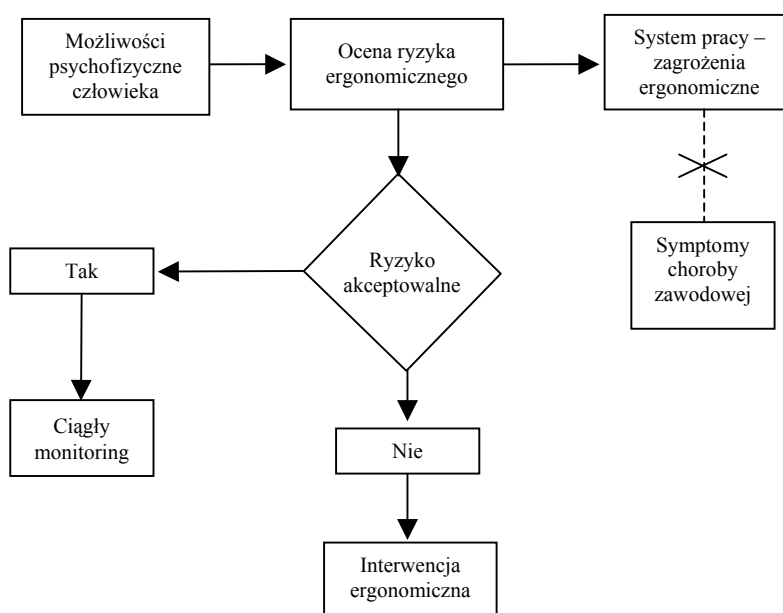 Możliwości
psychofizyczne
człowieka
Ocena ryzyka
ergonomicznego
System pracy –
zagrożenia
ergonomiczne
Symptomy
choroby
zawodowej
Ryzyko
akceptowalne
Tak
Ciągły
monitoring
Nie
Interwencja
ergonomiczna